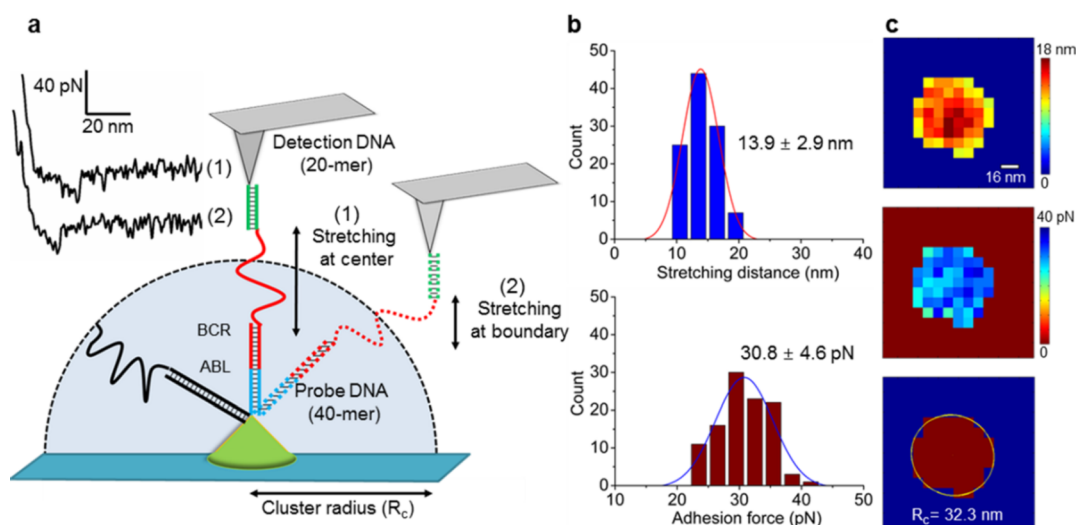 a
40 pN
20 nm
(1)
(2)
Detection DNA
(20-mer)
(1)
Stretching
at center
(2)
Stretching
at boundary
BCR
ABL
Probe DNA
(40-mer)
Cluster radius (Rc)
b
50
40
30
20
10
0
Count
13.9 ± 2.9 nm
0 10 20 30 40
Stretching distance (nm)
50
40
30
20
10
0
Count
30.8 ± 4.6 pN
10 20 30 40 50
Adhesion force (pN)
c
18 nm
0
16 nm
40 pN
0
Rc= 32.3 nm